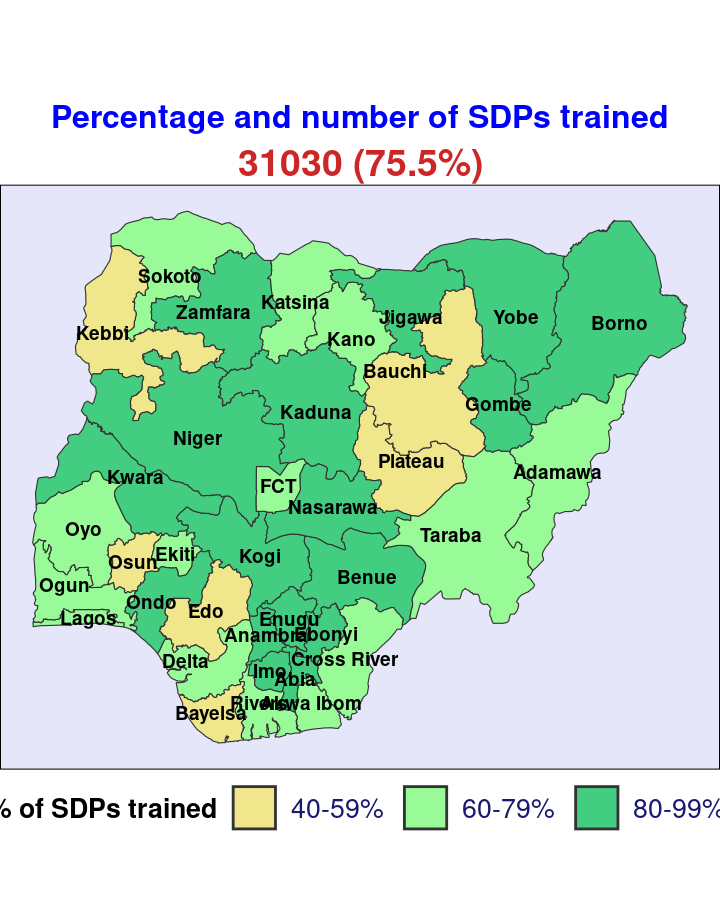 Percentage and number of SDPs trained
31030 (75.5%)
Sokoto
Zamfara
Katsina
Kebbi
Kano
Jigawa
Yobe
Borno
Bauchi
Gombe
Kaduna
Niger
Plateau
Adamawa
Kwara
FCT
Nasarawa
Oyo
Taraba
Osun
Ekiti
Kogi
Benue
Ogun
Ondo
Edo
Lagos
Enugu
Anambra
Ebonyi
Delta
Cross River
Imo
Abia
Rivers
Akwa Ibom
Bayelsa
% of SDPs trained 40-59% 60-79% 80-99%